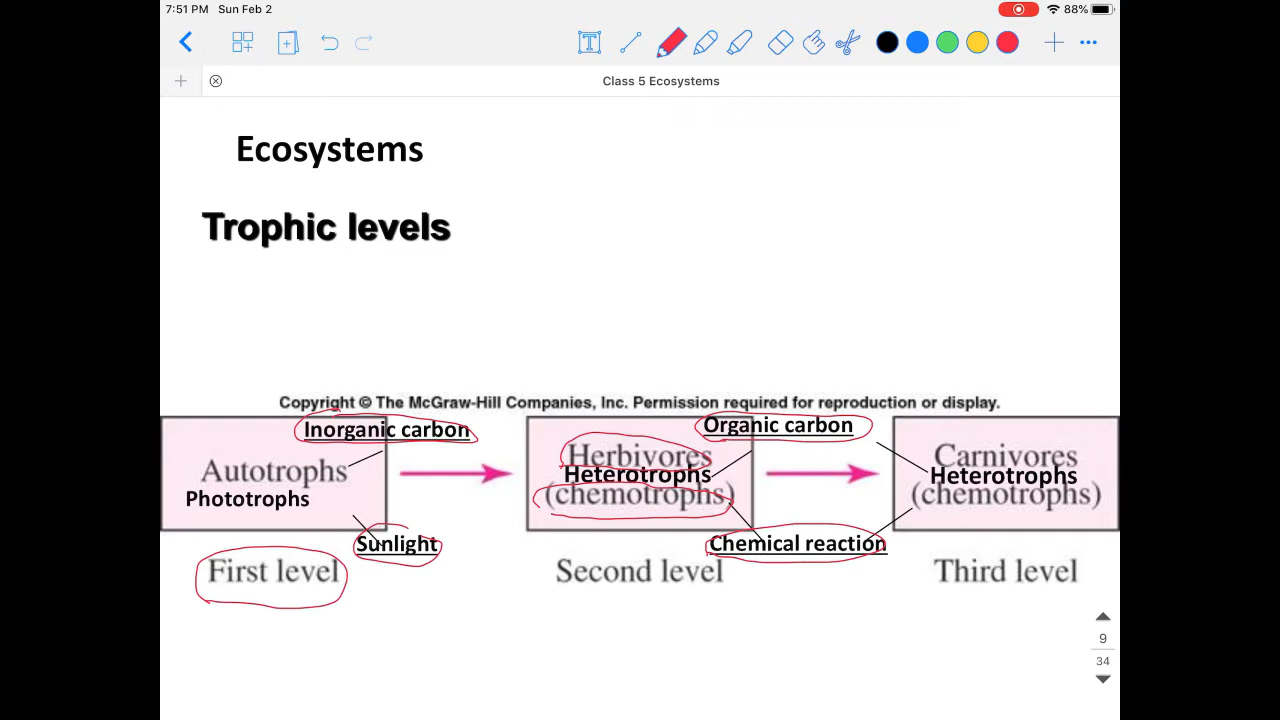 7:51 PM Sun Feb 2
88%
T
Class 5 Ecosystems
Ecosystems
Trophic levels
Copyright © The McGraw-Hill Companies, Inc. Permission required for reproduction or display.
Inorganic carbon
Autotrophs
Phototrophs
Sunlight
First level
Organic carbon
Herbivores
Heterotrophs
(chemotrophs)
Chemical reaction
Second level
Carnivores
Heterotrophs
(chemotrophs)
Third level
9
34